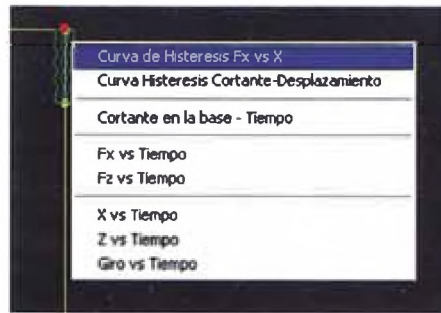 Curva de Histeresis Fx vs X
Curva Histeresis Cortante-Desplazamiento
Cortante en la base - Tiempo
Fx vs Tiempo
Fz vs Tiempo
X vs Tiempo
Z vs Tiempo
Giro vs Tiempo